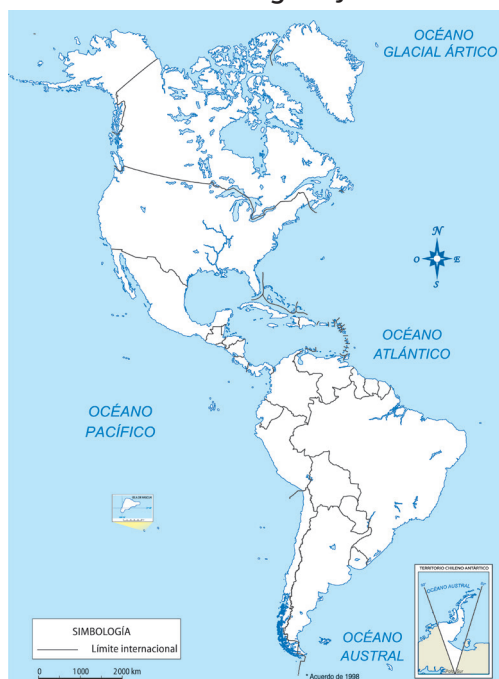 OCÉANO
GLACIAL ÁRTICO
N
O
E
S
OCÉANO
ATLÁNTICO
OCÉANO
PACÍFICO
TERRITORIO CHILENO ANTÁRTICO
OCÉANO AUSTRAL
SIMBOLOGÍA
Límite internacional
0 1000 2000 km
OCÉANO
AUSTRAL
* Acuerdo de 1998